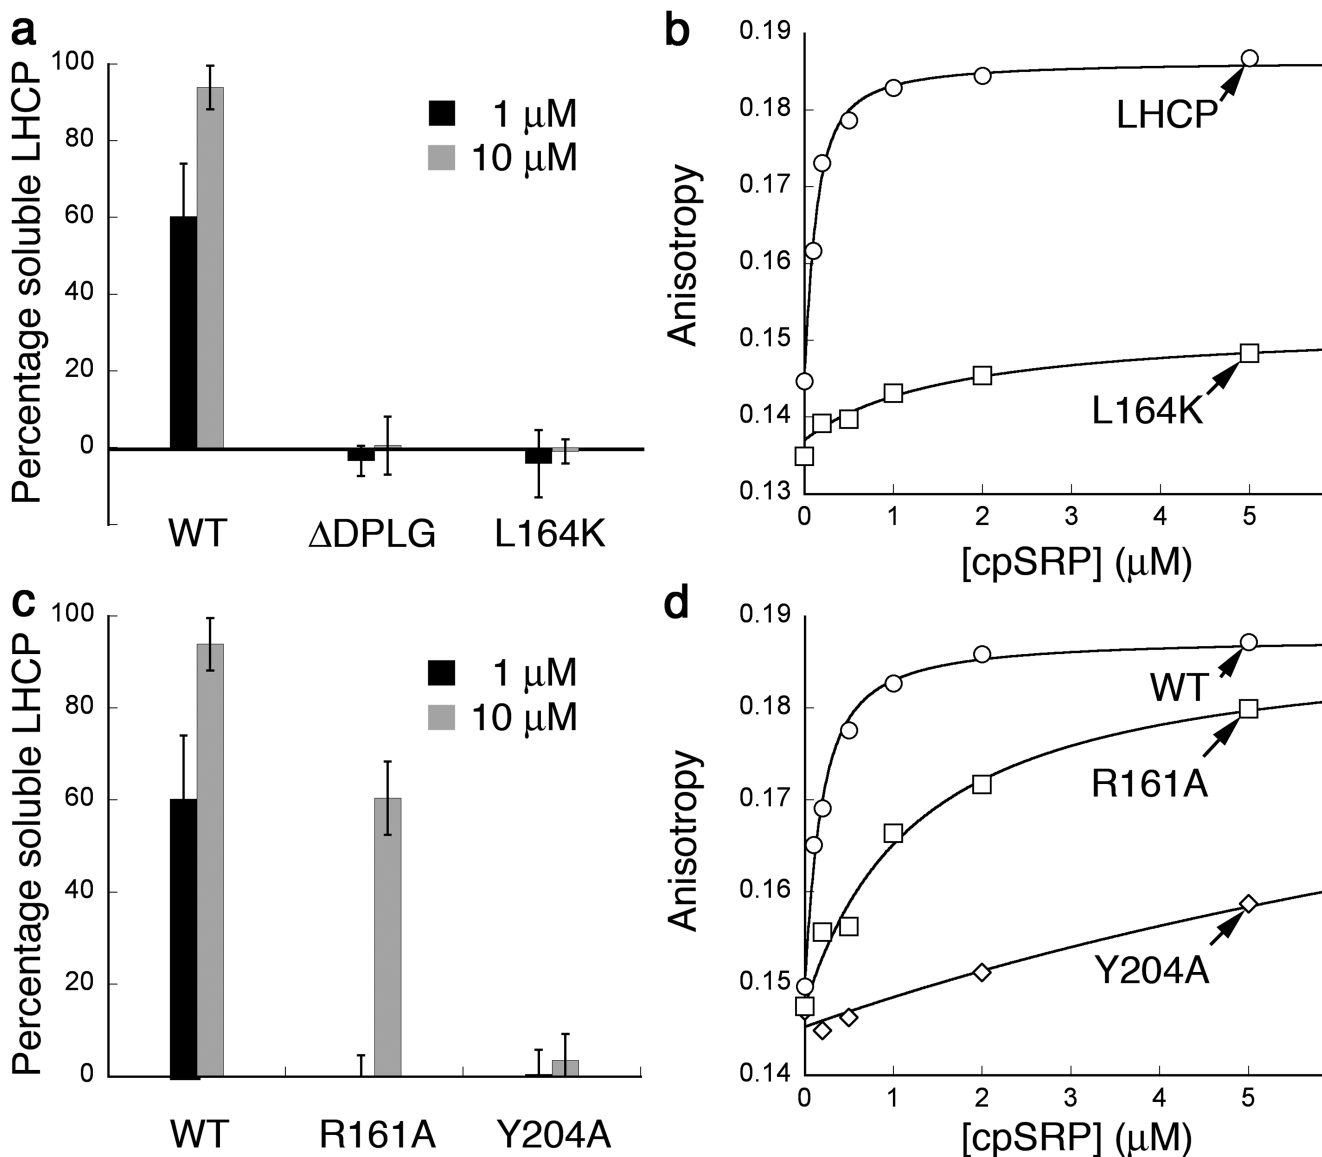 a
Percentage soluble LHCP
100
80
60
40
20
0
1 μM
10 μM
WT ΔDPLG L164K
b
Anisotropy
0.19
0.18
0.17
0.16
0.15
0.14
0.13
LHCP
L164K
0 1 2 3 4 5
[cpSRP] (μM)
c
Percentage soluble LHCP
100
80
60
40
20
0
1 μM
10 μM
WT R161A Y204A
d
Anisotropy
0.19
0.18
0.17
0.16
0.15
0.14
WT
R161A
Y204A
0 1 2 3 4 5
[cpSRP] (μM)